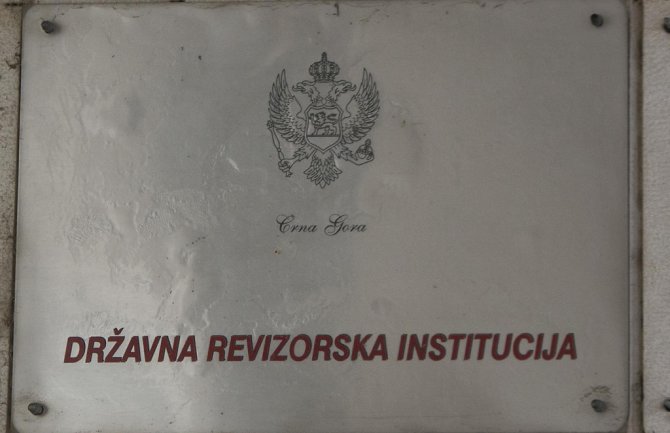 Crna Gora
DRŽAVNA REVIZORSKA INSTITUCIJA